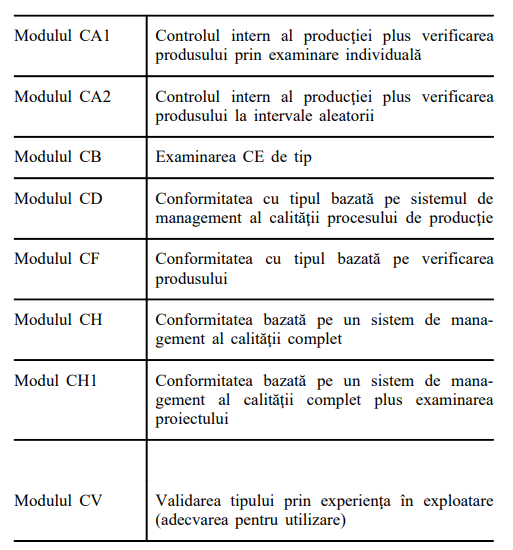 Modulul CA1 Controlul intern al producţiei plus verificarea
produsului prin examinare individuală
Modulul CA2 Controlul intern al producţiei plus verificarea
produsului la intervale aleatorii
Modulul CB Examinarea CE de tip
Modulul CD Conformitatea cu tipul bazată pe sistemul de
management al calităţii procesului de producţie
Modulul CF Conformitatea cu tipul bazată pe verificarea
produsului
Modulul CH Conformitatea bazată pe un sistem de mana-
gement al calităţii complet
Modul CH1 Conformitatea bazată pe un sistem de mana-
gement al calităţii complet plus examinarea
proiectului
Modulul CV Validarea tipului prin experienţa în exploatare
(adecvarea pentru utilizare)